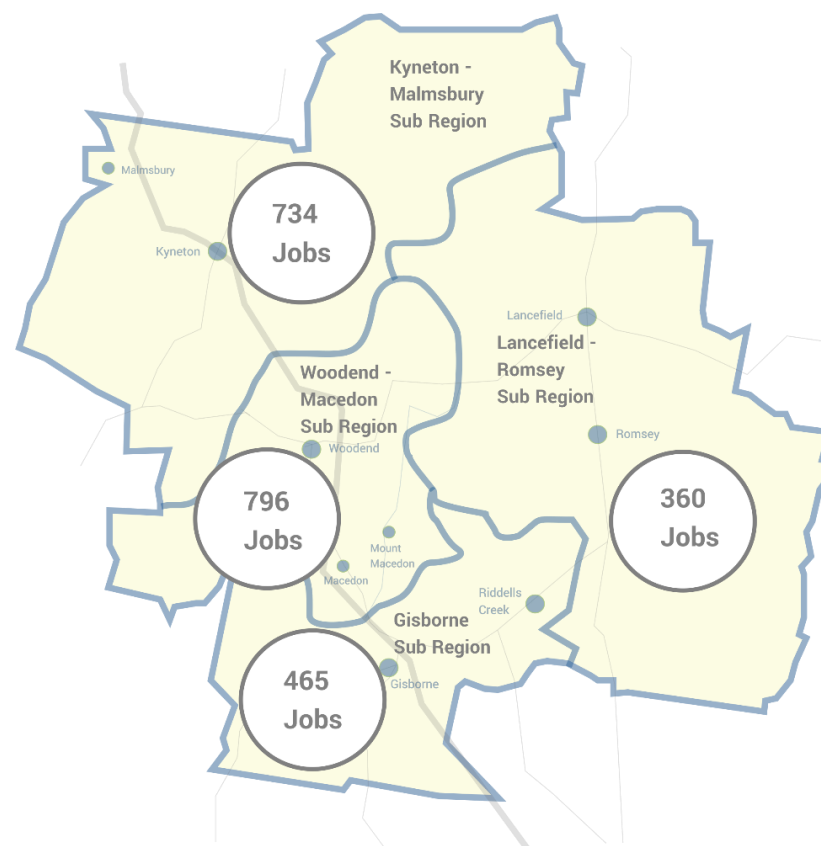 Kyneton -
Malmsbury
Sub Region
Malmsbury
734
Jobs
Kyneton
Lancefield
Lancefield -
Romsey
Sub Region
Woodend -
Macedon
Sub Region
Romsey
Woodend
796
Jobs
360
Jobs
Mount
Macedon
Macedon
Riddells
Creek
Gisborne
Sub Region
465
Jobs
Gisborne